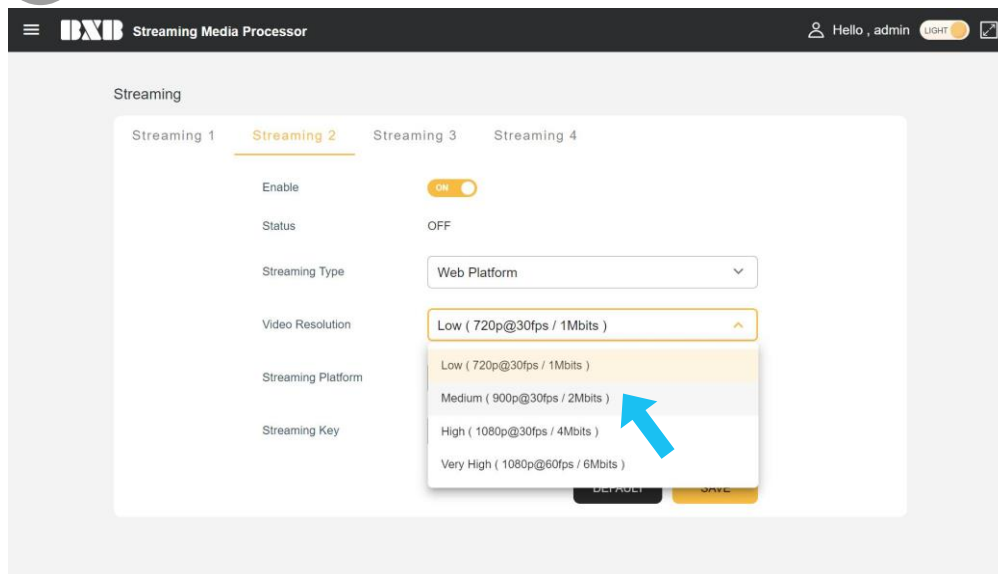 BXB Streaming Media Processor Hello , admin LIGHT
Streaming
Streaming 1 Streaming 2 Streaming 3 Streaming 4
Enable ON
Status OFF
Streaming Type Web Platform
Video Resolution Low ( 720p@30fps / 1Mbits )
Low ( 720p@30fps / 1Mbits )
Streaming Platform
Medium ( 900p@30fps / 2Mbits )
Streaming Key High ( 1080p@30fps / 4Mbits )
Very High ( 1080p@60fps / 6Mbits )
DEFAULT SAVE